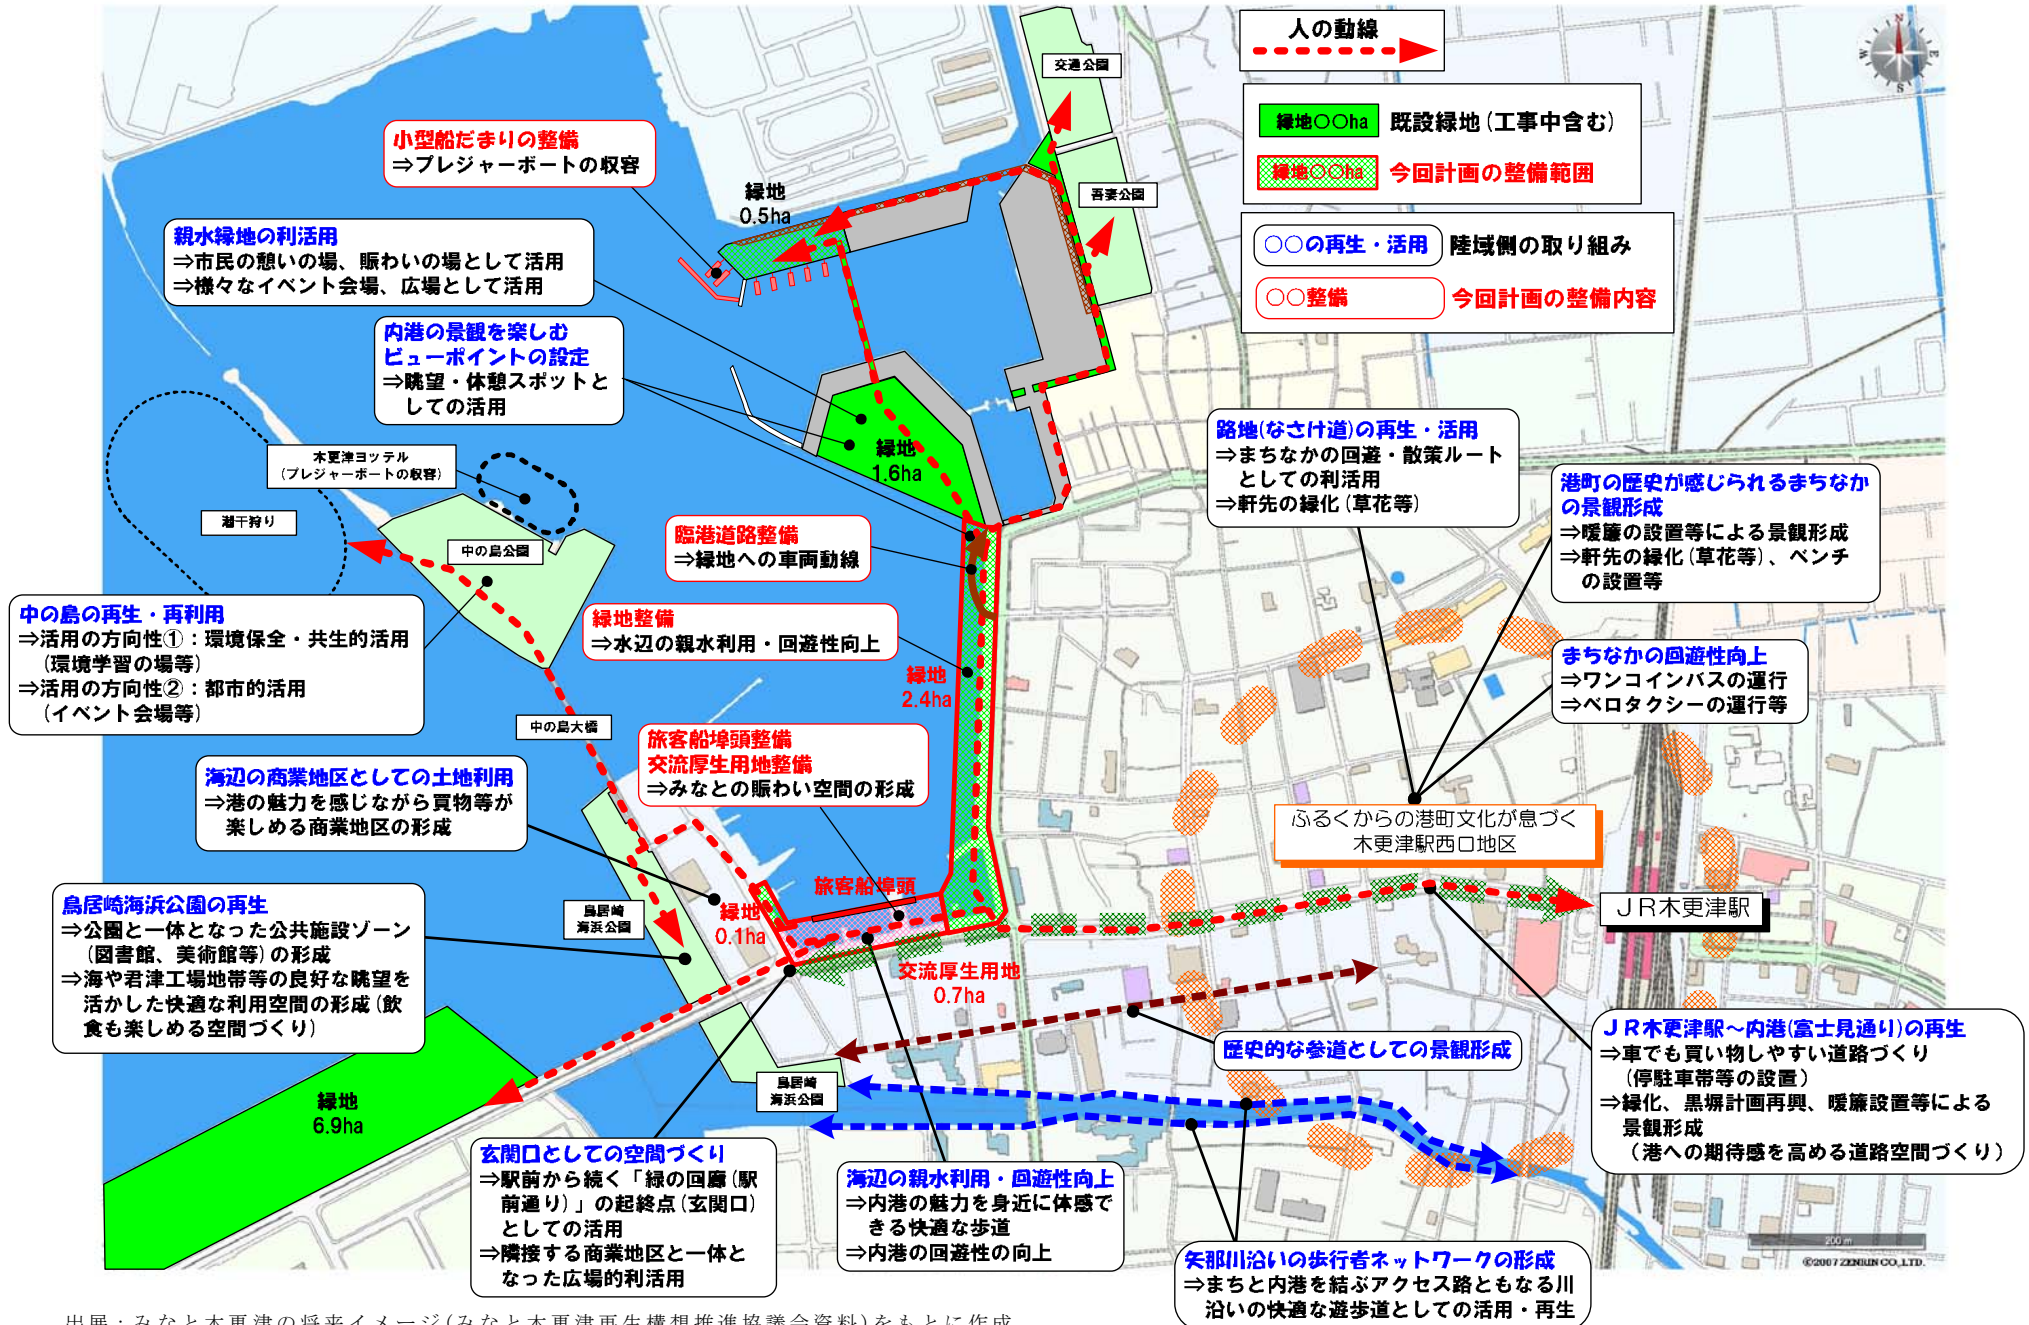 人の動線
緑地○○ha 既設緑地(工事中含む)
緑地○○ha 今回計画の整備範囲
○○の再生・活用 陸域側の取り組み
○○整備 今回計画の整備内容
N
E
S
W
交通公園
吾妻公園
小型船だまりの整備
⇒プレジャーボートの収容
緑地
0.5ha
親水緑地の利活用
⇒市民の憩いの場、賑わいの場として活用
⇒様々なイベント会場、広場として活用
内港の景観を楽しむ
ビューポイントの設定
⇒眺望・休憩スポットと
しての活用
緑地
1.6ha
木更津ヨッテル
(プレジャーボートの収容)
潮干狩り
中の島公園
臨港道路整備
⇒緑地への車両動線
緑地整備
⇒水辺の親水利用・回遊性向上
緑地
2.4ha
中の島の再生・再利用
⇒活用の方向性①：環境保全・共生的活用
(環境学習の場等)
⇒活用の方向性②：都市的活用
(イベント会場等)
中の島大橋
旅客船埠頭整備
交流厚生用地整備
⇒みなとの賑わい空間の形成
海辺の商業地区としての土地利用
⇒港の魅力を感じながら買物等が
楽しめる商業地区の形成
路地(なさけ道)の再生・活用
⇒まちなかの回遊・散策ルート
としての利活用
⇒軒先の緑化(草花等)
港町の歴史が感じられるまちなか
の景観形成
⇒暖簾の設置等による景観形成
⇒軒先の緑化(草花等)、ベンチ
の設置等
まちなかの回遊性向上
⇒ワンコインバスの運行
⇒ベロタクシーの運行等
ふるくからの港町文化が息づく
木更津駅西口地区
ＪＲ木更津駅
鳥居崎海浜公園の再生
⇒公園と一体となった公共施設ゾーン
(図書館、美術館等)の形成
⇒海や君津工場地帯等の良好な眺望を
活かした快適な利用空間の形成(飲
食も楽しめる空間づくり)
鳥居崎
海浜公園
緑地
0.1ha
旅客船埠頭
交流厚生用地
0.7ha
歴史的な参道としての景観形成
ＪＲ木更津駅～内港(富士見通り)の再生
⇒車でも買い物しやすい道路づくり
(停駐車帯等の設置)
⇒緑化、黒塀計画再興、暖簾設置等による
景観形成
(港への期待感を高める道路空間づくり)
鳥居崎
海浜公園
緑地
6.9ha
玄関口としての空間づくり
⇒駅前から続く「緑の回廊(駅
前通り)」の起終点(玄関口)
としての活用
⇒隣接する商業地区と一体と
なった広場的利活用
海辺の親水利用・回遊性向上
⇒内港の魅力を身近に体感で
きる快適な歩道
⇒内港の回遊性の向上
矢那川沿いの歩行者ネットワークの形成
⇒まちと内港を結ぶアクセス路ともなる川
沿いの快適な遊歩道としての活用・再生
200 m
©2007 ZENRIN CO.,LTD.
出展：みなと木更津の将来イメージ(みなと木更津再生構想推進協議会資料)をもとに作成